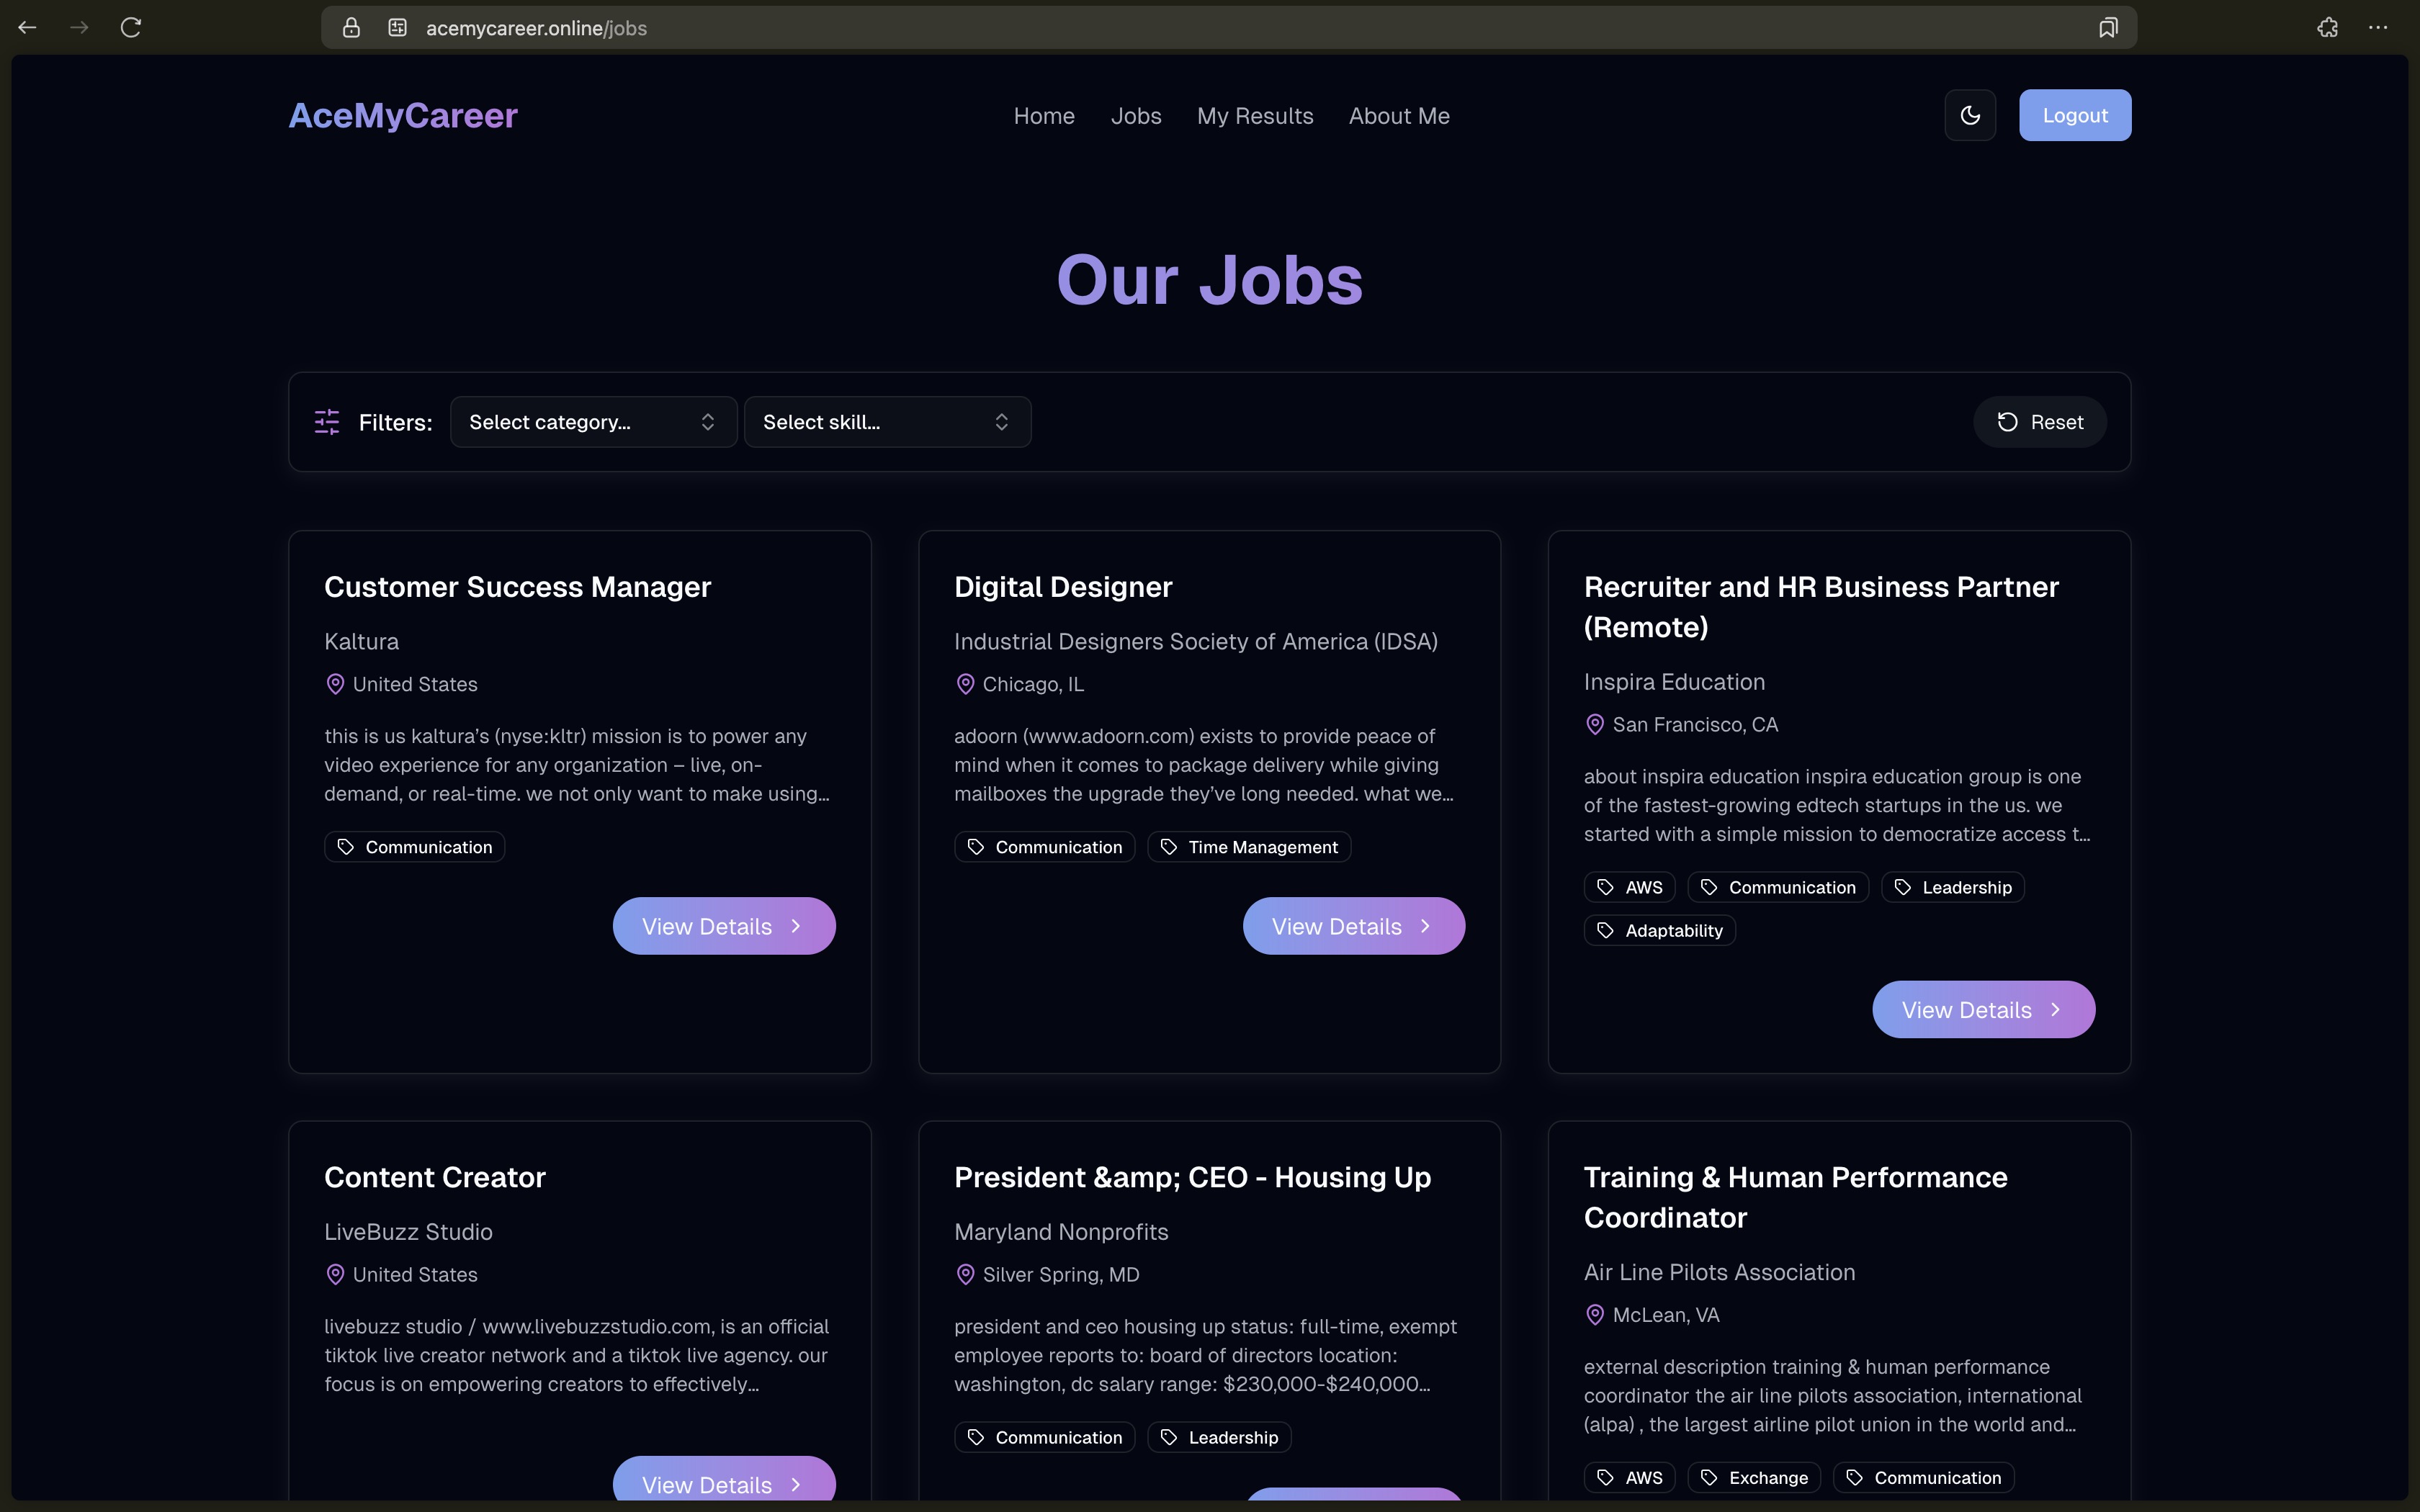 acemycareer.online/jobs
AceMyCareer
Home Jobs My Results About Me
Logout
Our Jobs
Filters: Select category... Select skill... Reset
Customer Success Manager
Kaltura
United States
this is us kaltura’s (nyse:kltr) mission is to power any
video experience for any organization – live, on-
demand, or real-time. we not only want to make using...
Communication
View Details
Digital Designer
Industrial Designers Society of America (IDSA)
Chicago, IL
adoorn (www.adoorn.com) exists to provide peace of
mind when it comes to package delivery while giving
mailboxes the upgrade they’ve long needed. what we...
Communication Time Management
View Details
Recruiter and HR Business Partner
(Remote)
Inspira Education
San Francisco, CA
about inspira education inspira education group is one
of the fastest-growing edtech startups in the us. we
started with a simple mission to democratize access t...
AWS Communication Leadership
Adaptability
View Details
Content Creator
LiveBuzz Studio
United States
livebuzz studio / www.livebuzzstudio.com, is an official
tiktok live creator network and a tiktok live agency. our
focus is on empowering creators to effectively...
View Details
President &amp;amp; CEO - Housing Up
Maryland Nonprofits
Silver Spring, MD
president and ceo housing up status: full-time, exempt
employee reports to: board of directors location:
washington, dc salary range: $230,000-$240,000...
Communication Leadership
Training & Human Performance
Coordinator
Air Line Pilots Association
McLean, VA
external description training & human performance
coordinator the air line pilots association, international
(alpa) , the largest airline pilot union in the world and...
AWS Exchange Communication